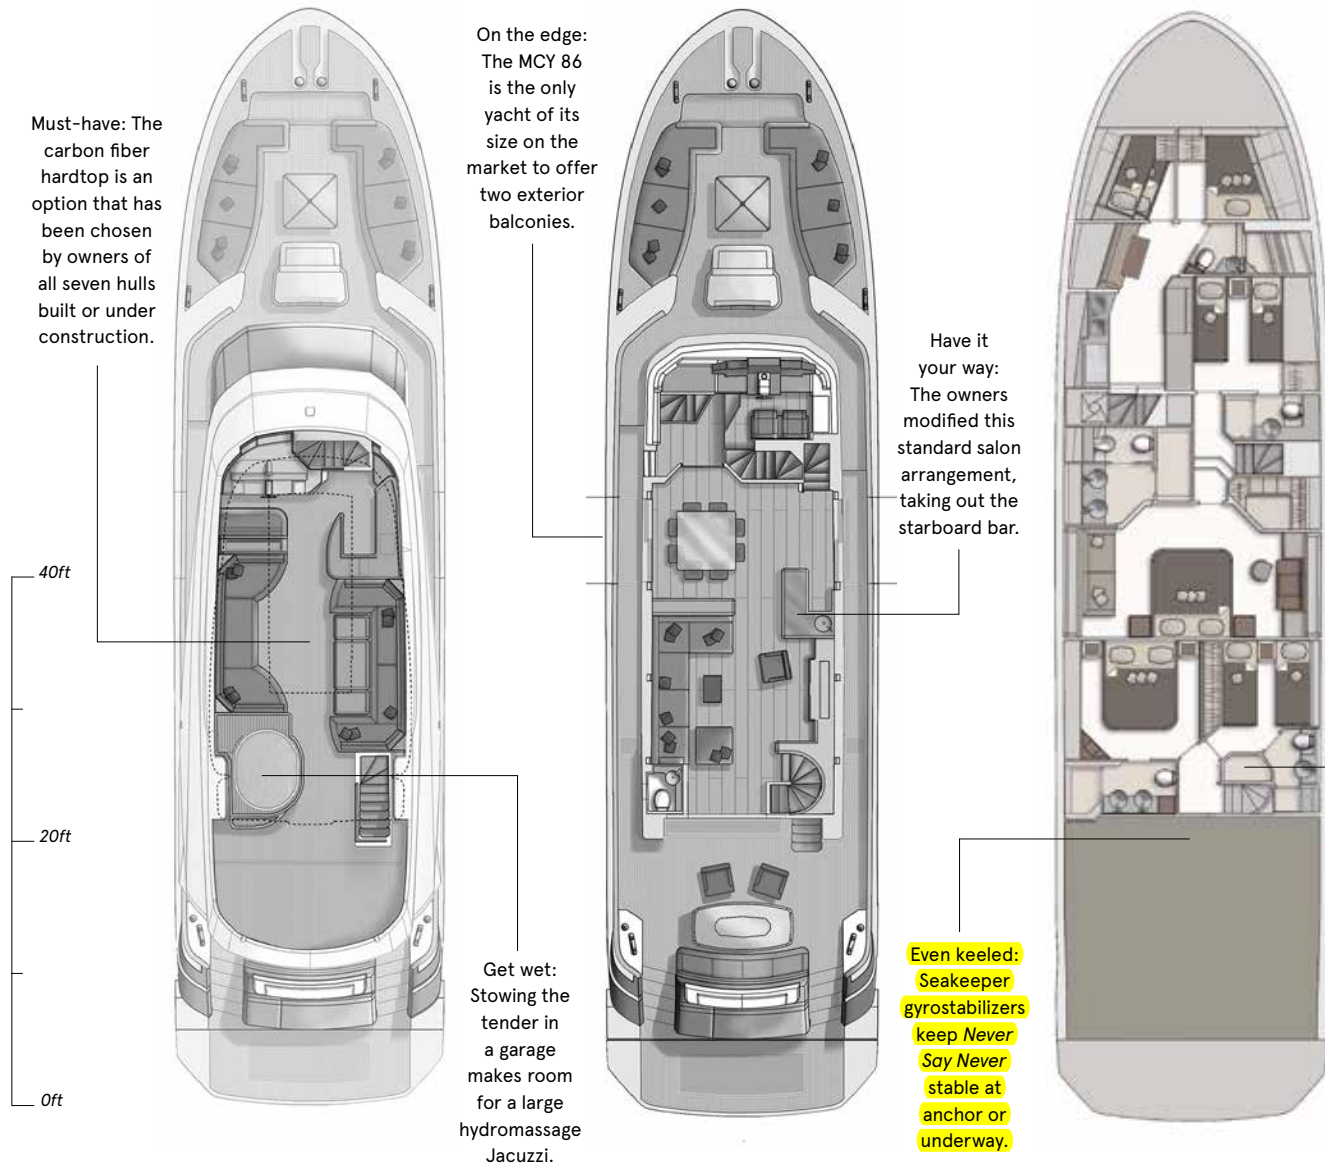 Must-have: The
carbon fiber
hardtop is an
option that has
been chosen
by owners of
all seven hulls
built or under
construction.
On the edge:
The MCY 86
is the only
yacht of its
size on the
market to offer
two exterior
balconies.
Have it
your way:
The owners
modified this
standard salon
arrangement,
taking out the
starboard bar.
40ft
20ft
0ft
Get wet:
Stowing the
tender in
a garage
makes room
for a large
hydromassage
Jacuzzi.
Even keeled:
Seakeeper
gyrostabilizers
keep Never
Say Never
stable at
anchor or
underway.